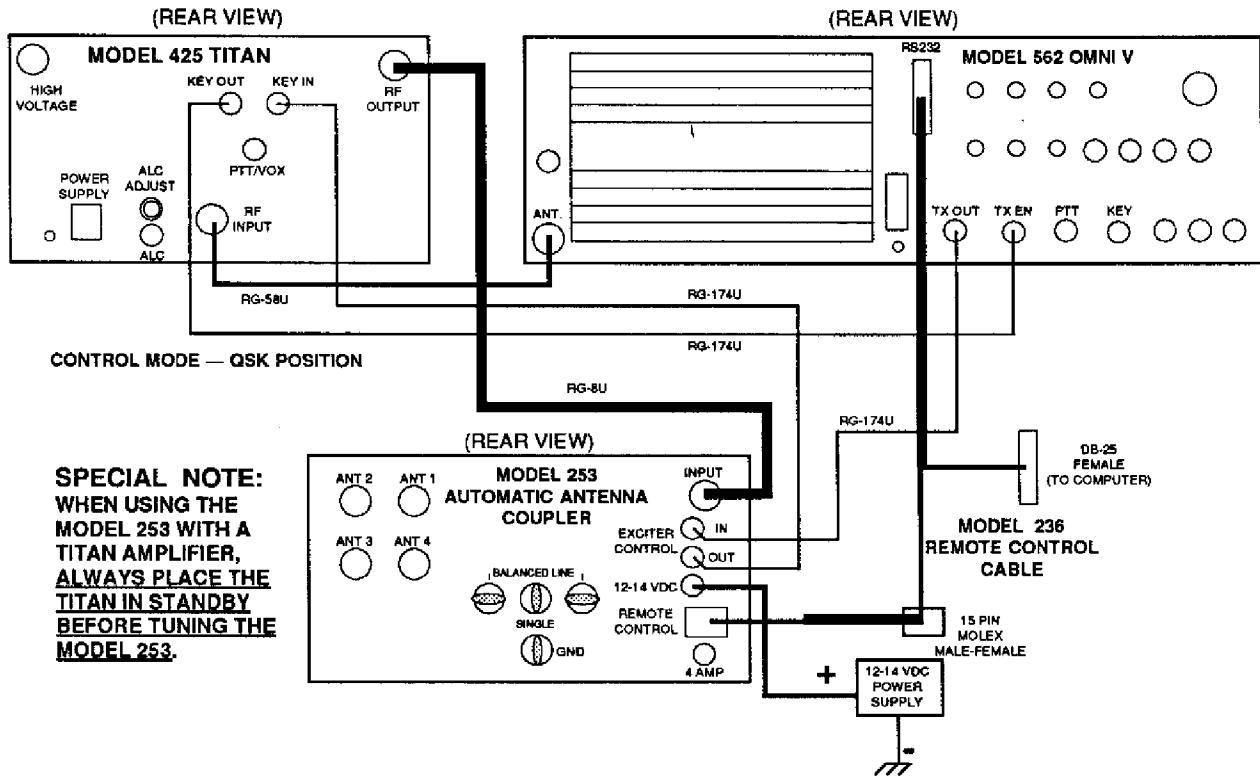 (REAR VIEW)
MODEL 425 TITAN
HIGH
VOLTAGE
KEY OUT
KEY IN
RF
OUTPUT
PTT/VOX
POWER
SUPPLY
ALC
ADJUST
ALC
RF
INPUT
(REAR VIEW)
RS232
MODEL 562 OMNI V
ANT.
TX OUT
TX EN
PTT
KEY
RG-58U
RG-174U
RG-174U
CONTROL MODE — QSK POSITION
RG-8U
RG-174U
(REAR VIEW)
MODEL 253
AUTOMATIC ANTENNA
COUPLER
ANT 2
ANT 1
ANT 3
ANT 4
INPUT
EXCITER
CONTROL
IN
OUT
BALANCED LINE
SINGLE
GND
12-14 VDC
REMOTE
CONTROL
4 AMP
SPECIAL NOTE:
WHEN USING THE
MODEL 253 WITH A
TITAN AMPLIFIER,
ALWAYS PLACE THE
TITAN IN STANDBY
BEFORE TUNING THE
MODEL 253.
DB-25
FEMALE
(TO COMPUTER)
MODEL 236
REMOTE CONTROL
CABLE
15 PIN
MOLEX
MALE-FEMALE
+
12-14 VDC
POWER
SUPPLY
-